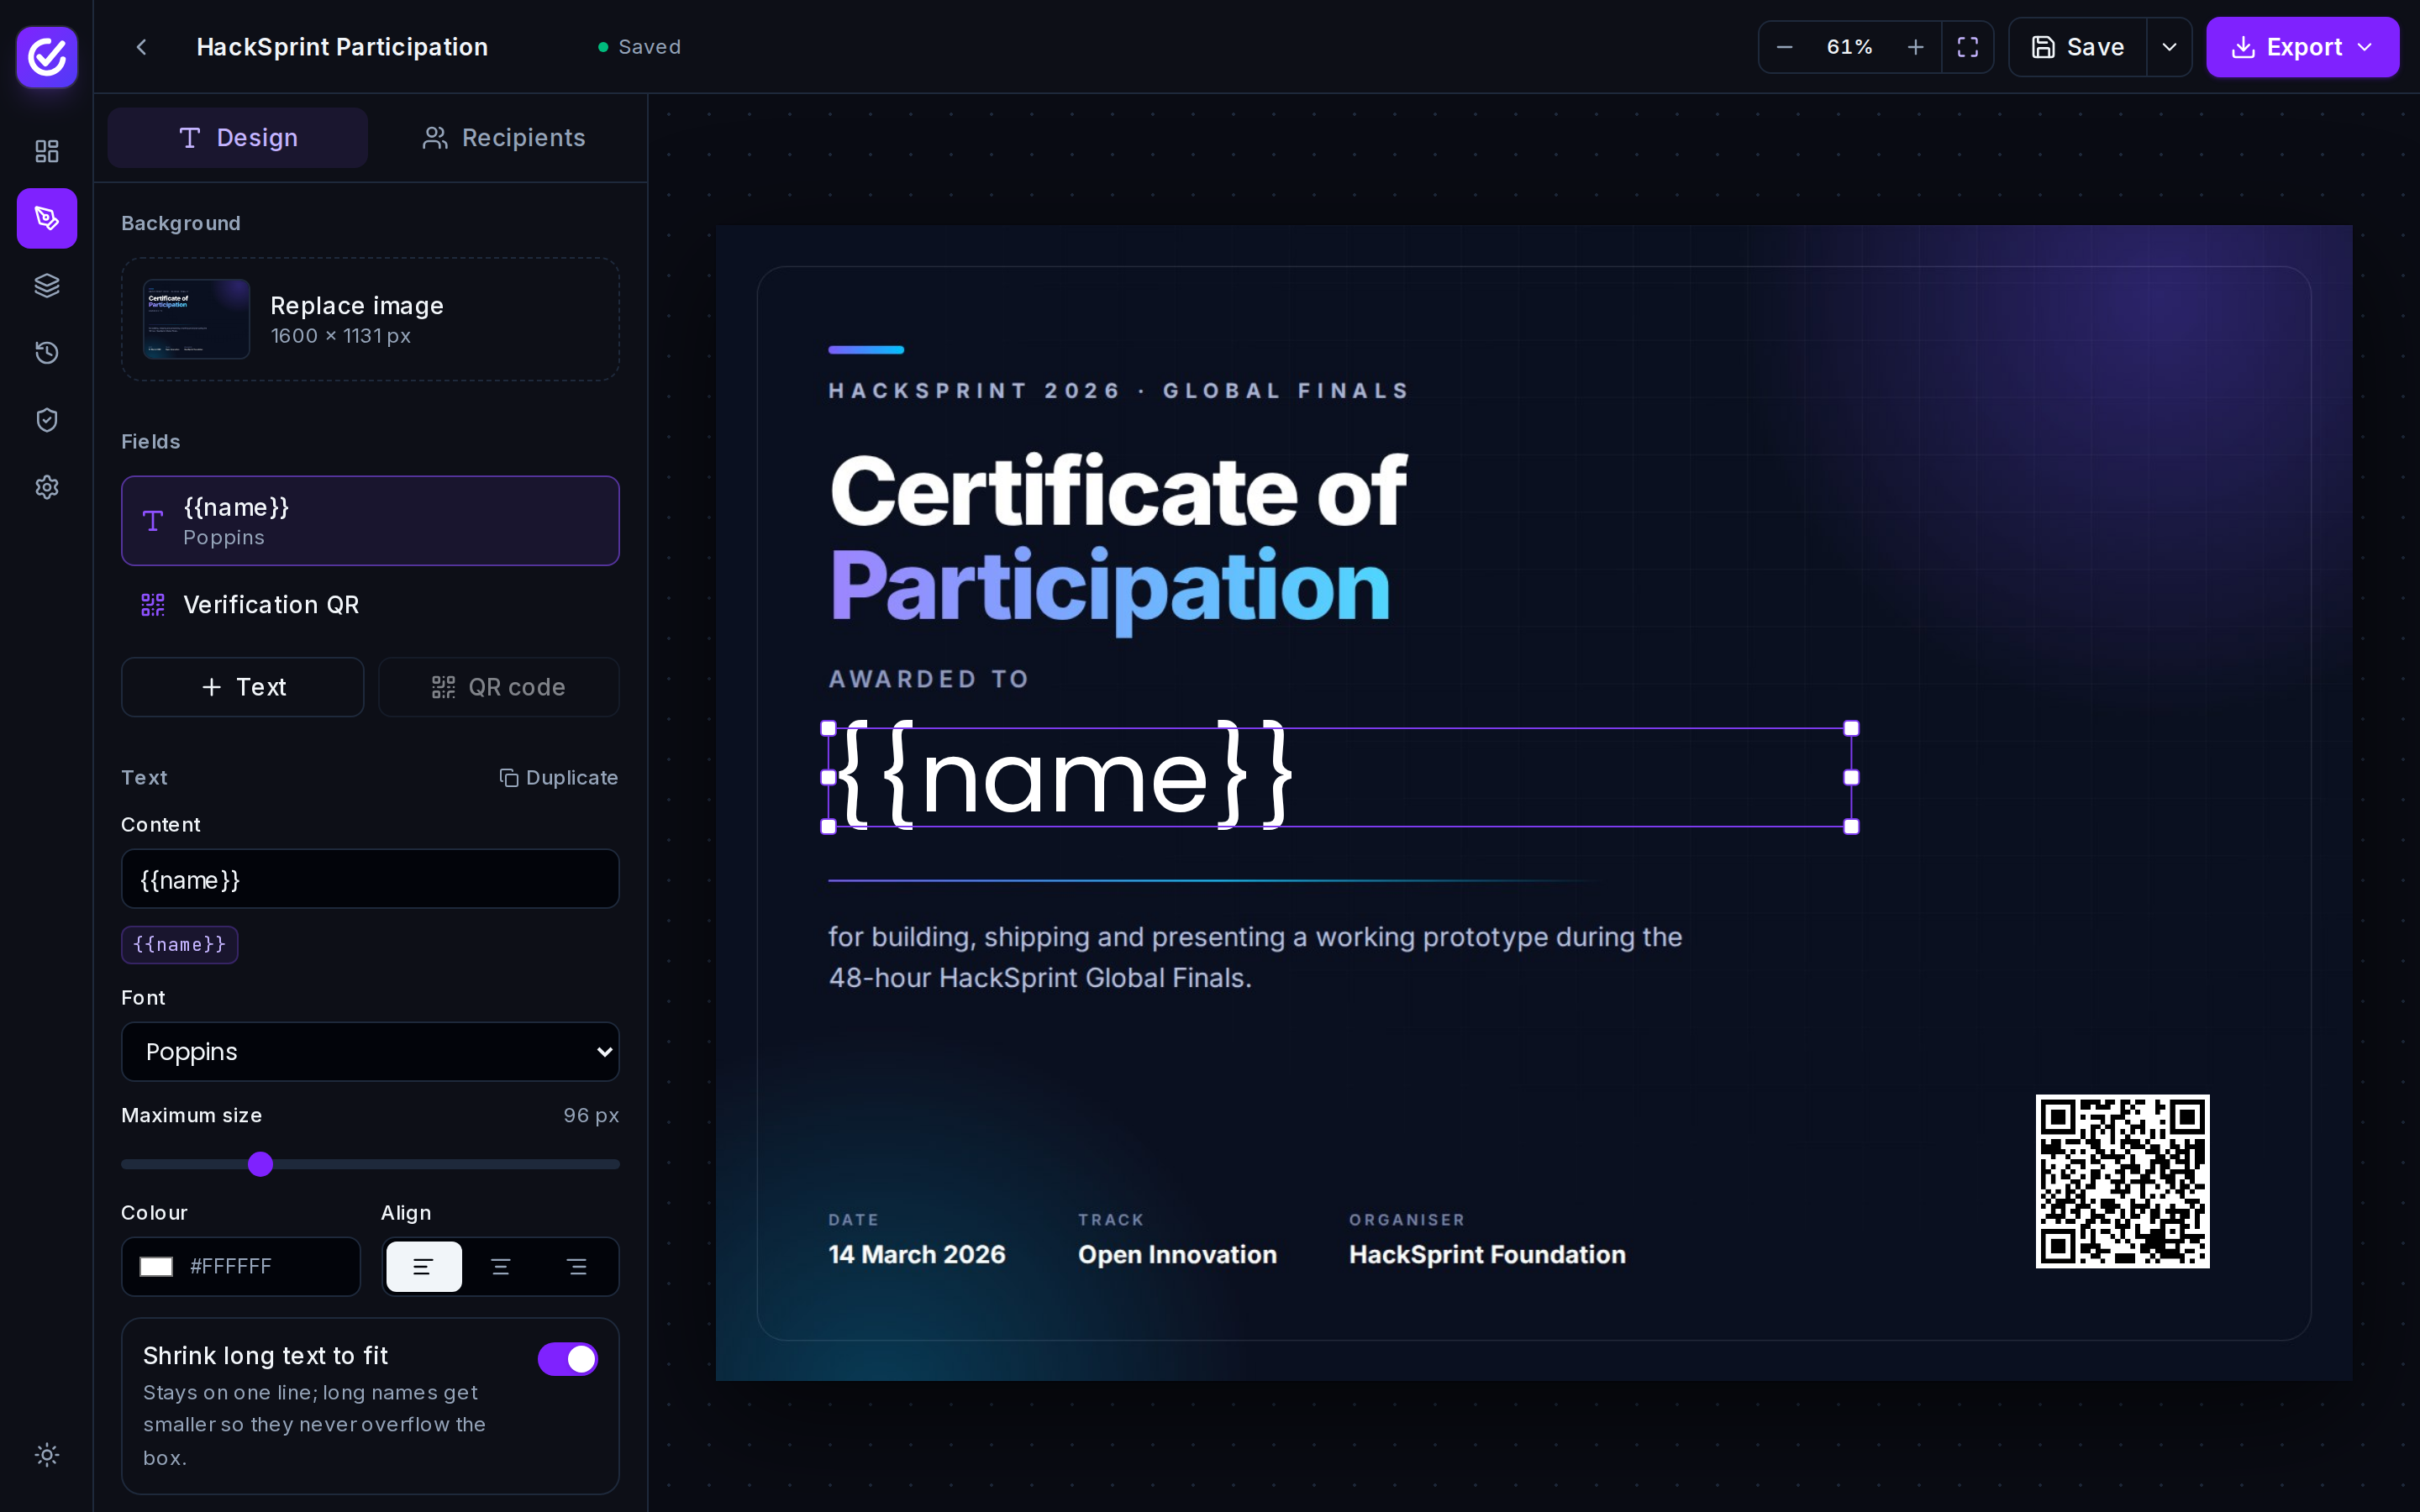 HackSprint Participation
Saved
61%
Save
Export
Design
Recipients
Background
Certificate of
Participation
Replace image
1600 × 1131 px
Fields
{{name}}
Poppins
Verification QR
Text
QR code
Text
Duplicate
Content
{{name}}
{{name}}
Font
Poppins
Maximum size
96 px
Colour
Align
#FFFFFF
Shrink long text to fit
Stays on one line; long names get
smaller so they never overflow the
box.
HACKSPRINT 2026 · GLOBAL FINALS
Certificate of
Participation
AWARDED TO
{{name}}
for building, shipping and presenting a working prototype during the
48-hour HackSprint Global Finals.
DATE
14 March 2026
TRACK
Open Innovation
ORGANISER
HackSprint Foundation